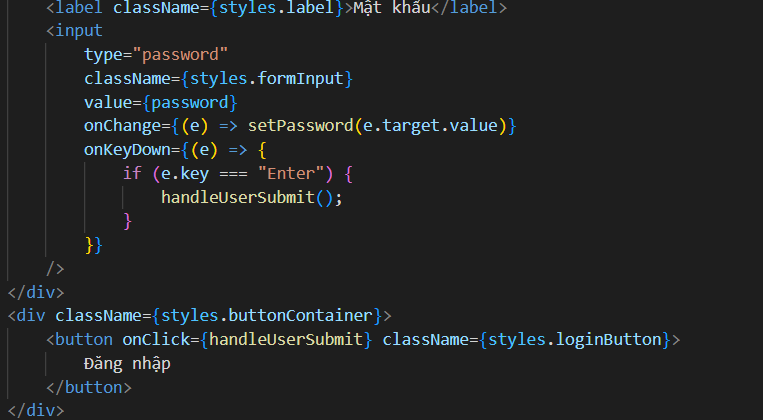 <label className={styles.label}>Mật khẩu</label>
<input
type="password"
className={styles.formInput}
value={password}
onChange={(e) => setPassword(e.target.value)}
onKeyDown={(e) => {
if (e.key === "Enter") {
handleUserSubmit();
}
}}
/>
</div>
<div className={styles.buttonContainer}>
<button onClick={handleUserSubmit} className={styles.loginButton}>
Đăng nhập
</button>
</div>